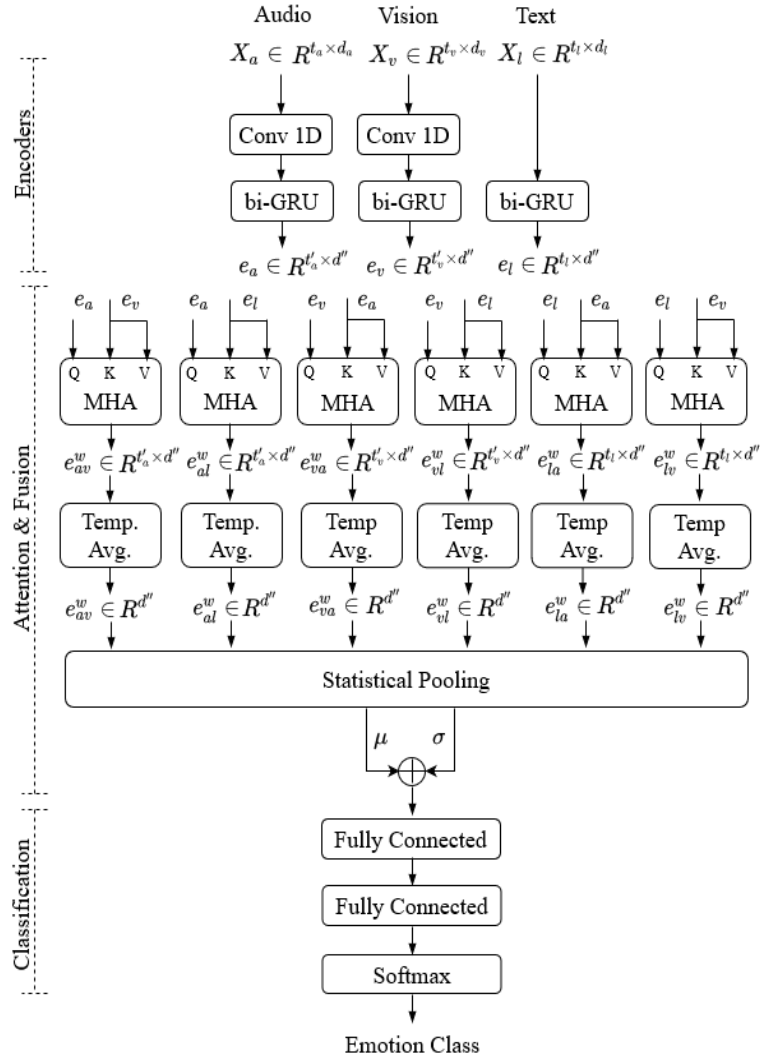 Audio Vision Text
X_a ∈ R^{t_a×d_a} X_v ∈ R^{t_v×d_v} X_l ∈ R^{t_l×d_l}
Encoders
Conv 1D Conv 1D
bi-GRU bi-GRU bi-GRU
e_a ∈ R^{t'_a×d''} e_v ∈ R^{t'_v×d''} e_l ∈ R^{t_l×d''}
Attention & Fusion
e_a e_v e_a e_l e_v e_a e_v e_l e_l e_a e_l e_v
Q K V Q K V Q K V Q K V Q K V Q K V
MHA MHA MHA MHA MHA MHA
e^w_{av} ∈ R^{t'_a×d''} e^w_{al} ∈ R^{t'_a×d''} e^w_{va} ∈ R^{t'_v×d''} e^w_{vl} ∈ R^{t'_v×d''} e^w_{la} ∈ R^{t_l×d''} e^w_{lv} ∈ R^{t_l×d''}
Temp. Temp. Temp Temp Temp Temp
Avg. Avg. Avg. Avg. Avg. Avg.
e^w_{av} ∈ R^{d''} e^w_{al} ∈ R^{d''} e^w_{va} ∈ R^{d''} e^w_{vl} ∈ R^{d''} e^w_{la} ∈ R^{d''} e^w_{lv} ∈ R^{d''}
Statistical Pooling
μ σ
Classification
Fully Connected
Fully Connected
Softmax
Emotion Class